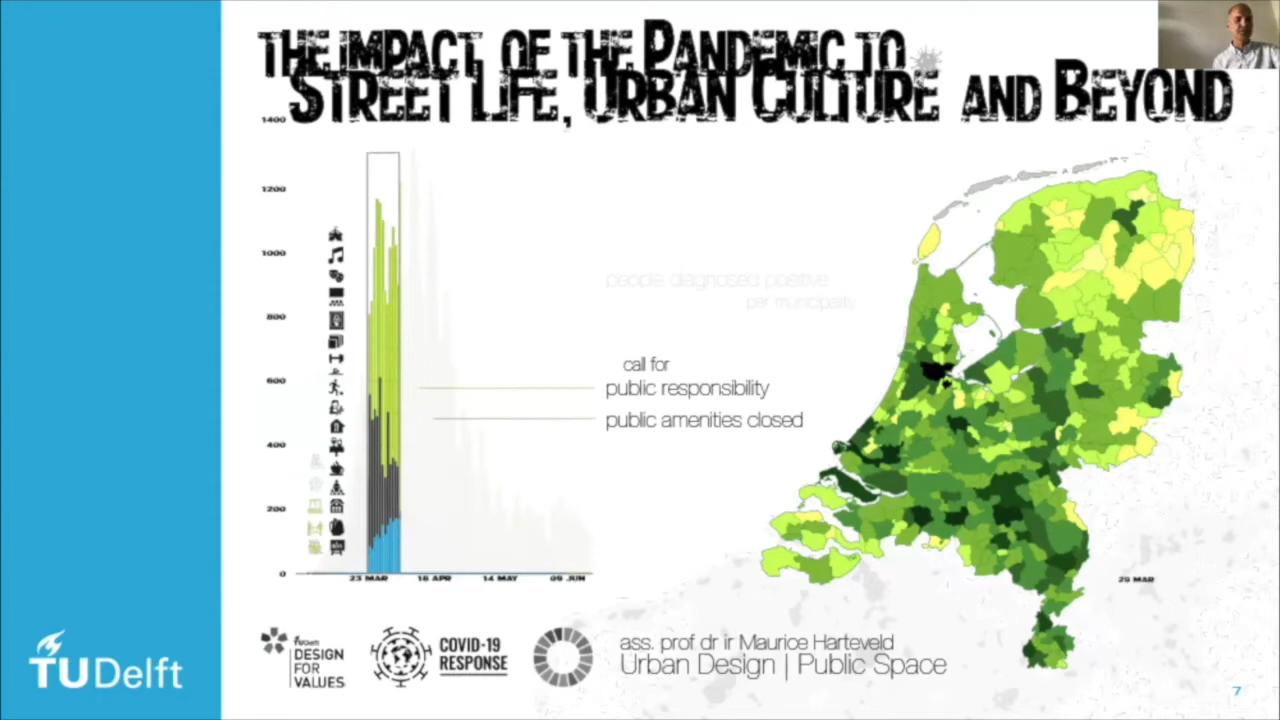 The impact of the Pandemic to
Street Life, Urban Culture and Beyond
1400
1200
1000
800
600
400
200
0
23 MAR
16 APR
14 MAY
09 JUN
people diagnosed positive
per municipality
call for
public responsibility
public amenities closed
29 MAR
TU Delft
TU Delft
DESIGN
FOR
VALUES
COVID-19
RESPONSE
ass. prof dr ir Maurice Harteveld
Urban Design | Public Space
7